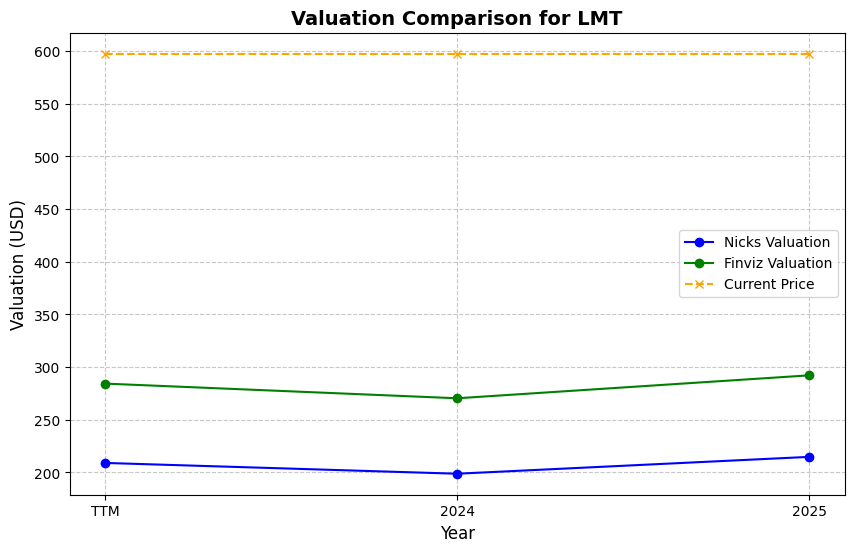 Valuation Comparison for LMT
Valuation (USD)
600
550
500
450
400
350
300
250
200
Nicks Valuation
Finviz Valuation
Current Price
TTM
2024
2025
Year